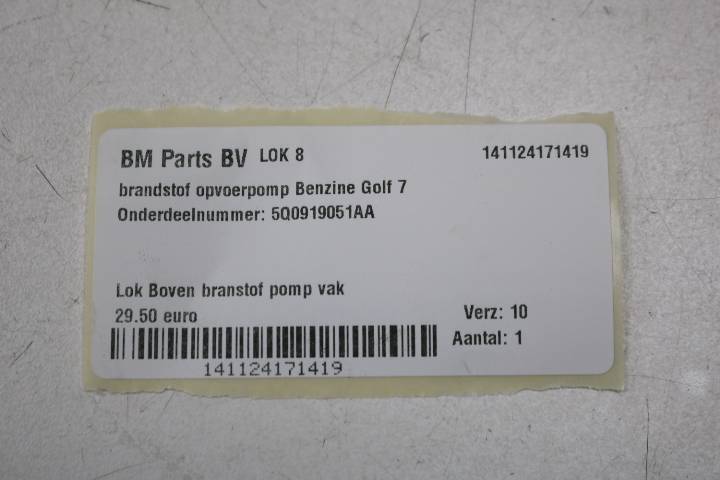 BM Parts BV LOK 8 141124171419
brandstof opvoerpomp Benzine Golf 7
Onderdeelnummer: 5Q0919051AA
Lok Boven branstof pomp vak
29.50 euro Verz: 10
Aantal: 1
141124171419